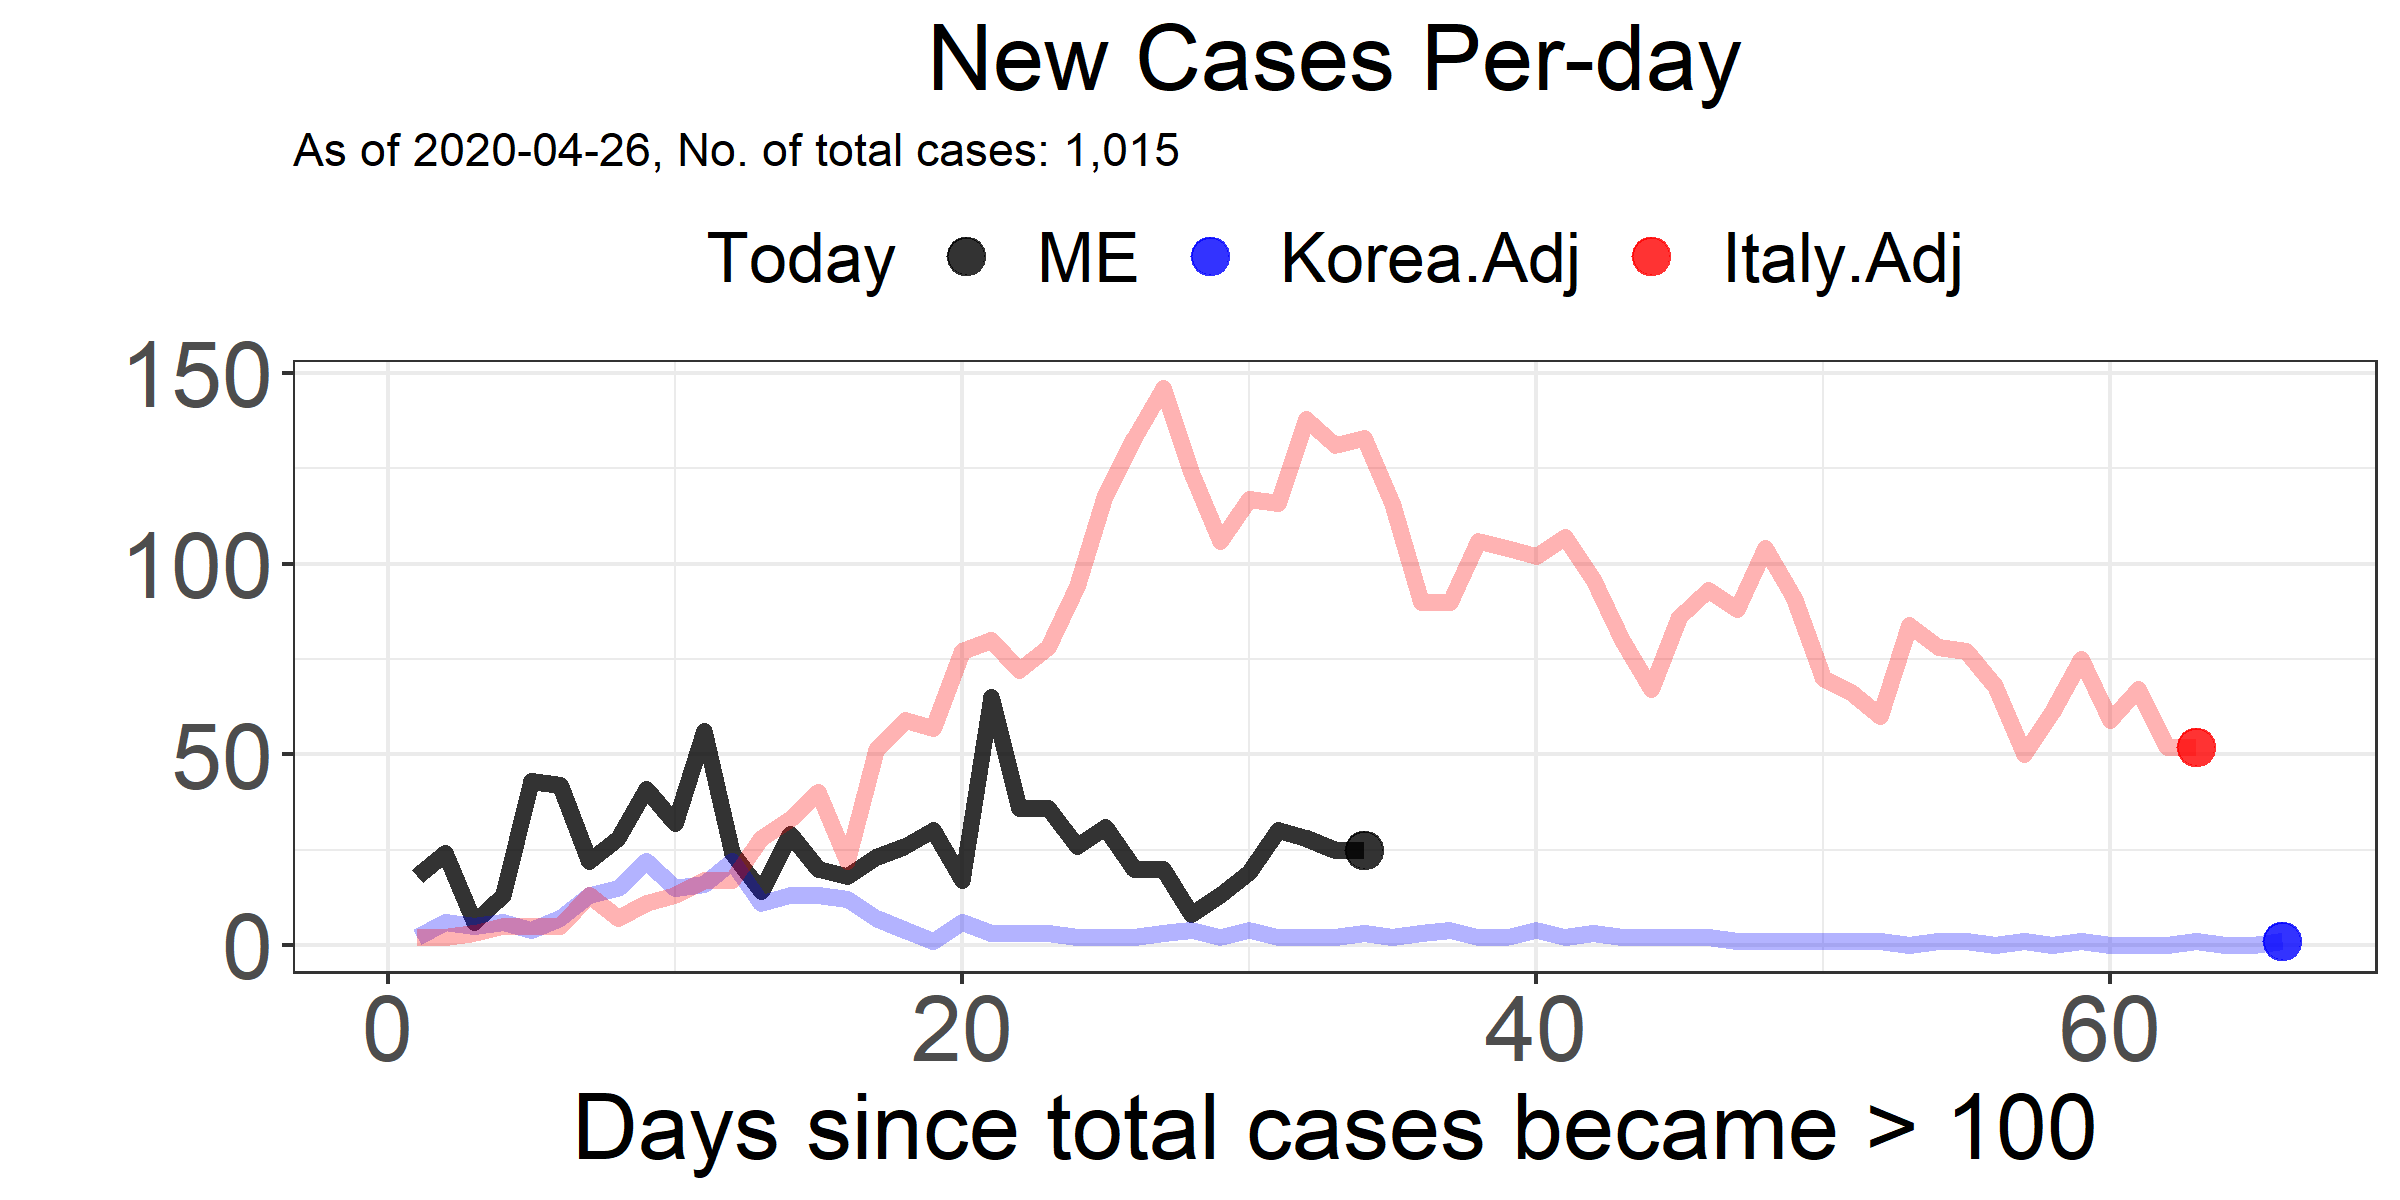 New Cases Per-day
As of 2020-04-26, No. of total cases: 1,015
Today ME Korea.Adj Italy.Adj
150
100
50
0
0 20 40 60
Days since total cases became > 100